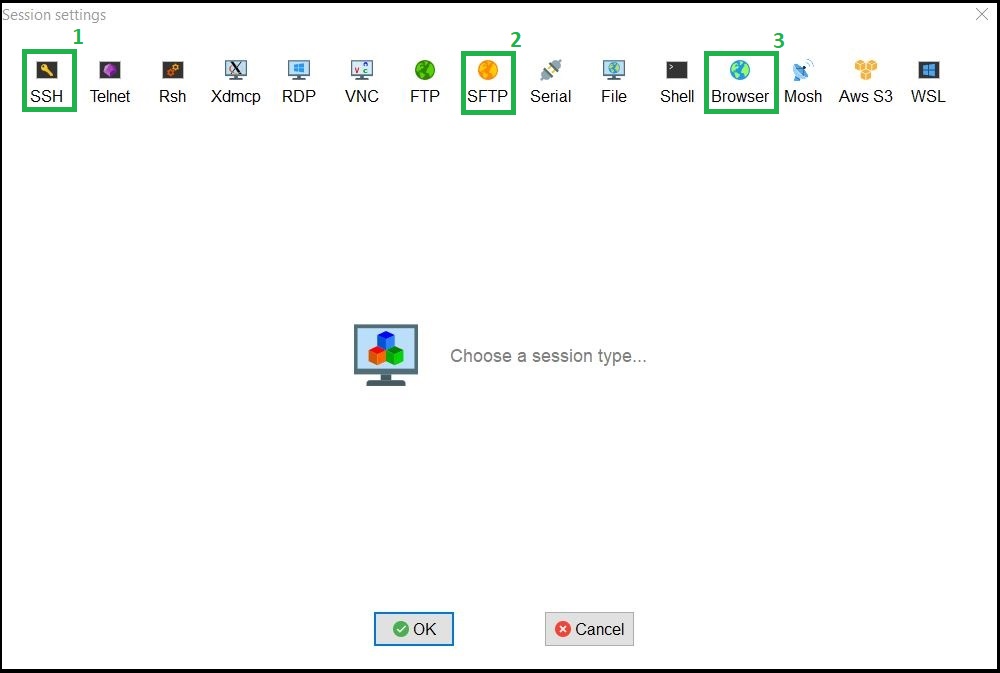 Session settings
1 2 3
SSH Telnet Rsh Xdmcp RDP VNC FTP SFTP Serial File Shell Browser Mosh Aws S3 WSL
Choose a session type...
OK Cancel